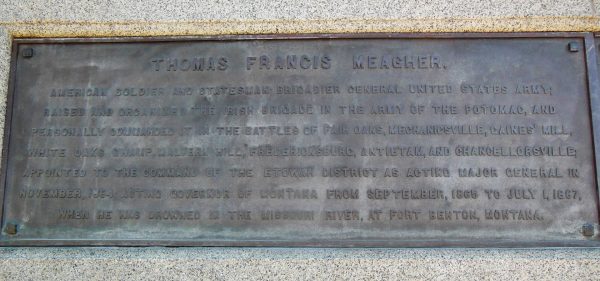 THOMAS FRANCIS MEAGHER.
AMERICAN SOLDIER AND STATESMAN: BRIGADIER GENERAL UNITED STATES ARMY;
RAISED AND ORGANIZED THE IRISH BRIGADE IN THE ARMY OF THE POTOMAC, AND
PERSONALLY COMMANDED IT IN THE BATTLES OF FAIR OAKS, MECHANICSVILLE, GAINES' MILL,
WHITE OAKS SWAMP, MALVERN HILL, FREDERICKSBURG, ANTIETAM, AND CHANCELLORSVILLE;
APPOINTED TO THE COMMAND OF THE ETOWAH DISTRICT AS ACTING MAJOR GENERAL IN
NOVEMBER, 1864; ACTING GOVERNOR OF MONTANA FROM SEPTEMBER, 1865 TO JULY 1, 1867,
WHEN HE WAS DROWNED IN THE MISSOURI RIVER, AT FORT BENTON, MONTANA.